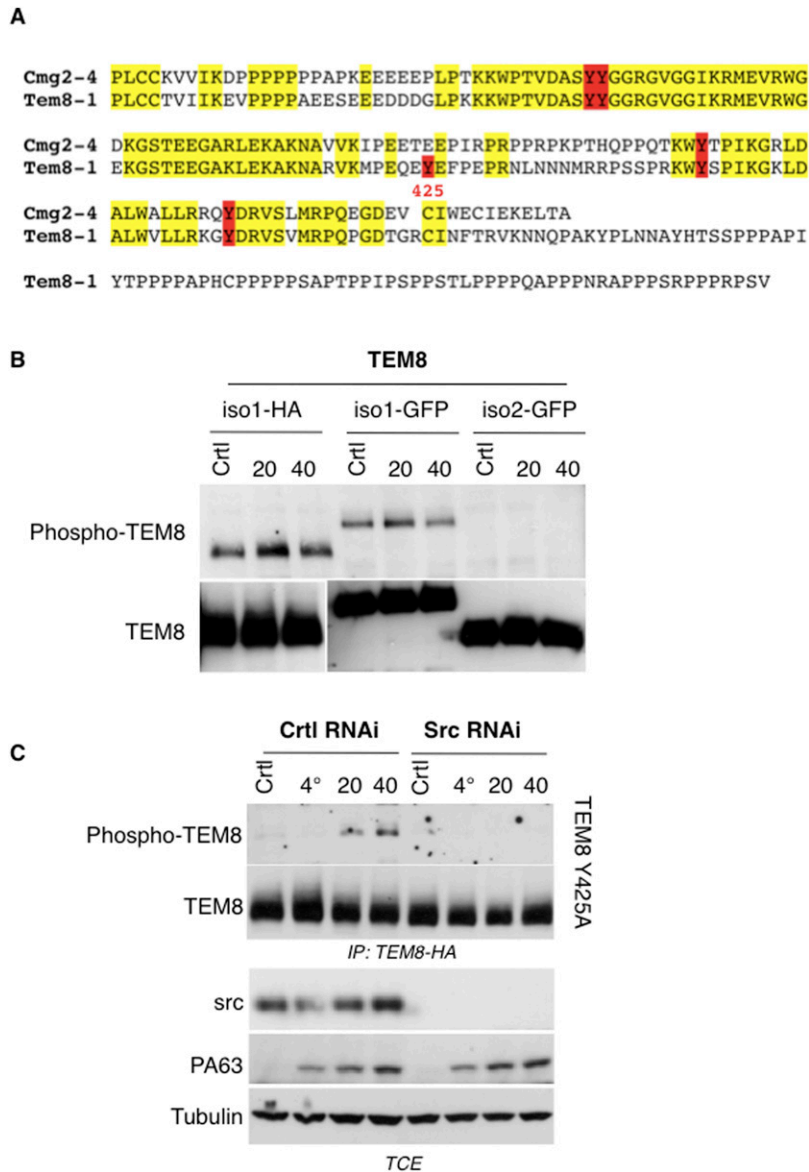 A
Cmg2-4 PLCCKVVIKDPPPPPPPAPKEEEEEPLPTKKWPTVDASYYGGRGVGGIKRMEVRWG
Tem8-1 PLCCTVIIKEVPPPPAEESEEEDDDGLPKKKWPTVDASYYGGRGVGGIKRMEVRWG
Cmg2-4 DKGSTEEGARLEKAKNAVVKIPEETEEPIRPRPPRPKPTHQPPQTKWYTPIKGRLD
Tem8-1 EKGSTEEGAKLEKAKNARVKMPEQEYEFPEPRNLNNNMRRPSSPRKWYSPIKGKLD
425
Cmg2-4 ALWALLRRQYDRVSLMRPQEGDEV CIWECIEKELTA
Tem8-1 ALWVLLRKGYDRVSVMRPQPGDTGRCINFTRVKNNQPAKYPLNNAYHTSSPPPAPI
Tem8-1 YTPPPPAPHCPPPPPSAPTPPIPSPPSTLPPPPQAPPPNRAPPPSRPPPRPSV
B
TEM8
iso1-HA iso1-GFP iso2-GFP
Crtl 20 40 Crtl 20 40 Crtl 20 40
Phospho-TEM8
TEM8
C
Crtl RNAi Src RNAi
Crtl 4° 20 40 Crtl 4° 20 40
Phospho-TEM8
TEM8
TEM8 Y425A
IP: TEM8-HA
src
PA63
Tubulin
TCE